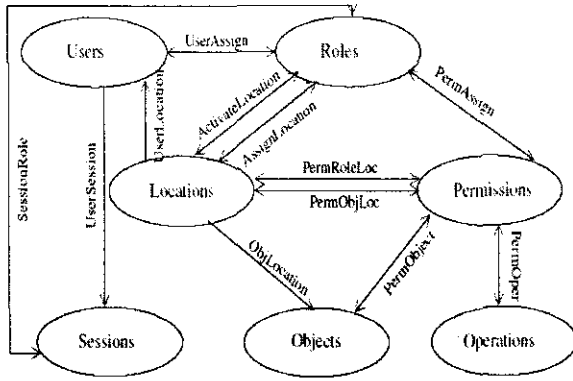 Users
UserAssign
Roles
PermAssign
ActivateLocation
AssignLocation
UserLocation
SessionRole
UserSession
Locations
PermRoleLoc
PermObjLoc
Permissions
ObjLocation
PermObject
PermOper
Sessions
Objects
Operations